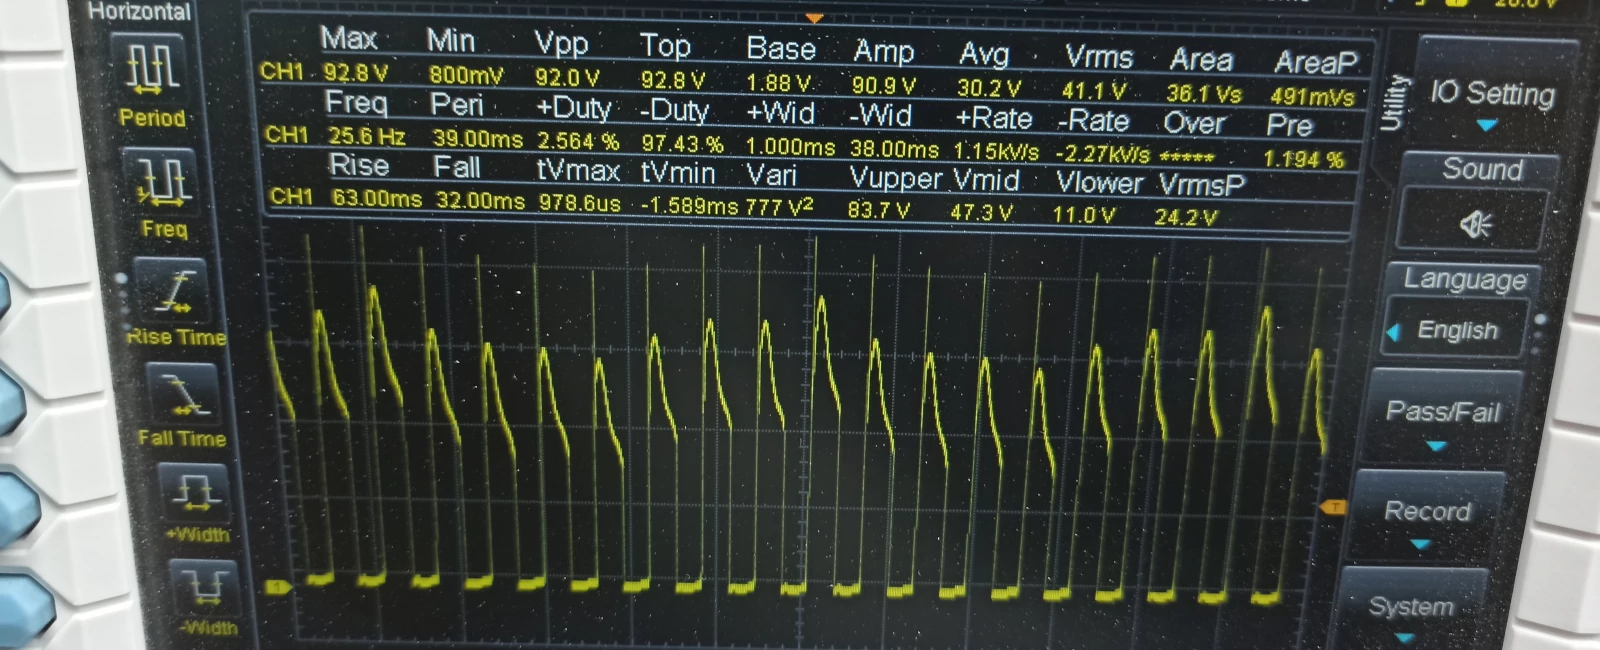 Horizontal
Period
Freq
Rise Time
Fall Time
+Width
-Width
Max Min Vpp Top Base Amp Avg Vrms Area AreaP
CH1 92.8 V 800mV 92.0 V 92.8 V 1.88 V 90.9 V 30.2 V 41.1 V 36.1 Vs 491mVs
Freq Peri +Duty -Duty +Wid -Wid +Rate -Rate Over Pre
CH1 25.6 Hz 39.00ms 2.564 % 97.43 % 1.000ms 38.00ms 1.15kV/s -2.27kV/s ***** 1.194 %
Rise Fall tVmax tVmin Vari Vupper Vmid Vlower VrmsP
CH1 63.00ms 32.00ms 978.6us -1.589ms 777 V² 83.7 V 47.3 V 11.0 V 24.2 V
T
1
Utility
IO Setting
Sound
Language
English
Pass/Fail
Record
System